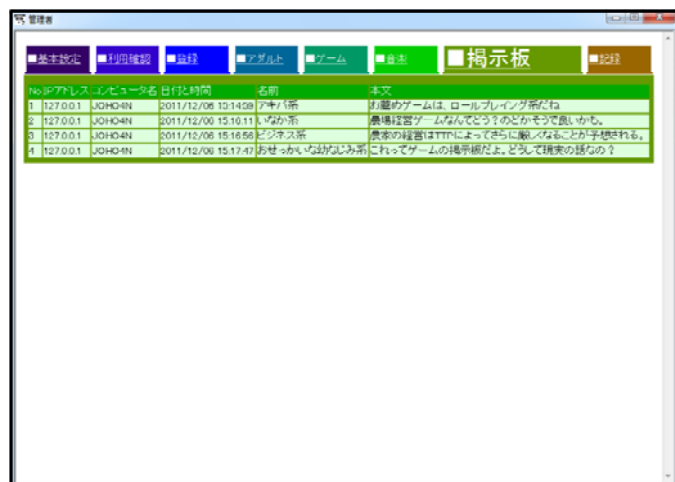 管理者
■基本設定 ■利用確認 ■登録 ■アダルト ■ゲーム ■音楽 ■掲示板 ■記録
No IPアドレス コンピュータ名 日付と時間 名前 本文
1 127.0.0.1 JOHO4N 2011/12/06 15:14:09 アキバ系 お薦めゲームは、ロールプレイング系だね
2 127.0.0.1 JOHO4N 2011/12/06 15:16:11 いなか系 農場経営ゲームなんてどう?のどかそうで良いかも。
3 127.0.0.1 JOHO4N 2011/12/06 15:16:56 ビジネス系 農家の経営はTTPによってさらに厳しくなることが予想される。
4 127.0.0.1 JOHO4N 2011/12/06 15:17:47 おせっかいな幼なじみ系 これってゲームの掲示板だよ。どうして現実の話なの?